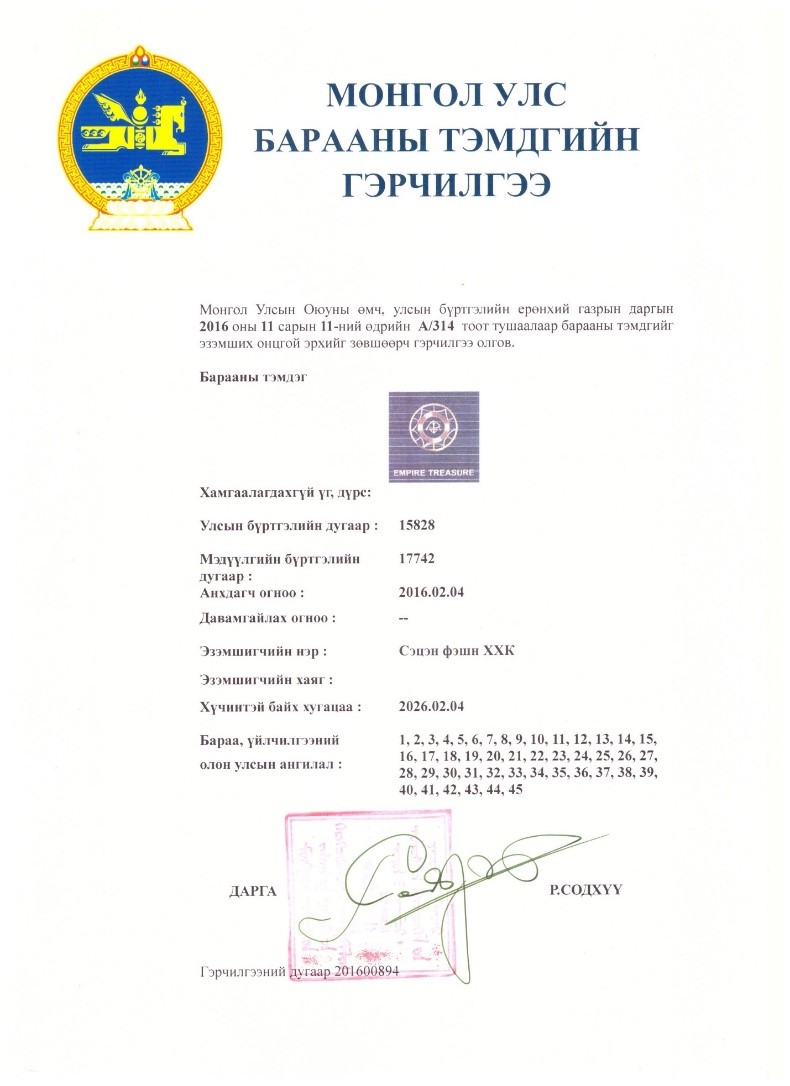 МОНГОЛ УЛС
БАРААНЫ ТЭМДГИЙН
ГЭРЧИЛГЭЭ
Монгол Улсын Оюуны өмч, улсын бүртгэлийн ерөнхий газрын даргын
2016 оны 11 сарын 11-ний өдрийн А/314 тоот тушаалаар барааны тэмдгийг
эзэмших онцгой эрхийг зөвшөөрч гэрчилгээ олгов.
Барааны тэмдэг
EMPIRE TREASURE
Хамгаалагдахгүй үг, дүрс:
Улсын бүртгэлийн дугаар : 15828
Мэдүүлгийн бүртгэлийн 17742
дугаар :
Анхдагч огноо : 2016.02.04
Давамгайлах огноо : --
Эзэмшигчийн нэр : Сэцэн фэшн ХХК
Эзэмшигчийн хаяг :
Хүчинтэй байх хугацаа : 2026.02.04
Бараа, үйлчилгээний 1, 2, 3, 4, 5, 6, 7, 8, 9, 10, 11, 12, 13, 14, 15,
16, 17, 18, 19, 20, 21, 22, 23, 24, 25, 26, 27,
олон улсын ангилал : 28, 29, 30, 31, 32, 33, 34, 35, 36, 37, 38, 39,
40, 41, 42, 43, 44, 45
ДАРГА Р.СОДХҮҮ
Гэрчилгээний дугаар 201600894